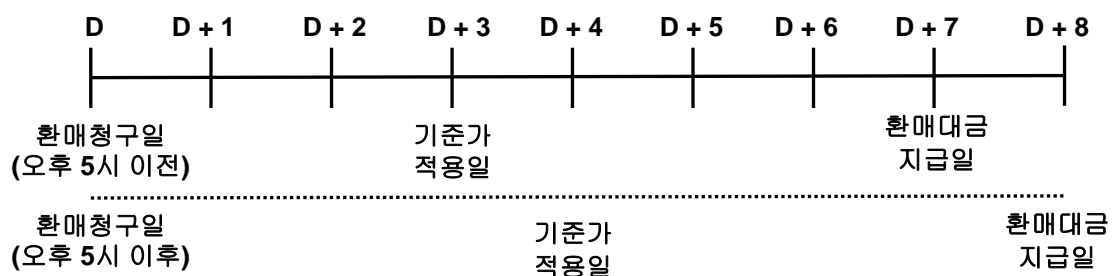 D D + 1 D + 2 D + 3 D + 4 D + 5 D + 6 D + 7 D + 8
환매청구일
(오후 5시 이전)
기준가
적용일
환매대금
지급일
환매청구일
(오후 5시 이후)
기준가
적용일
환매대금
지급일